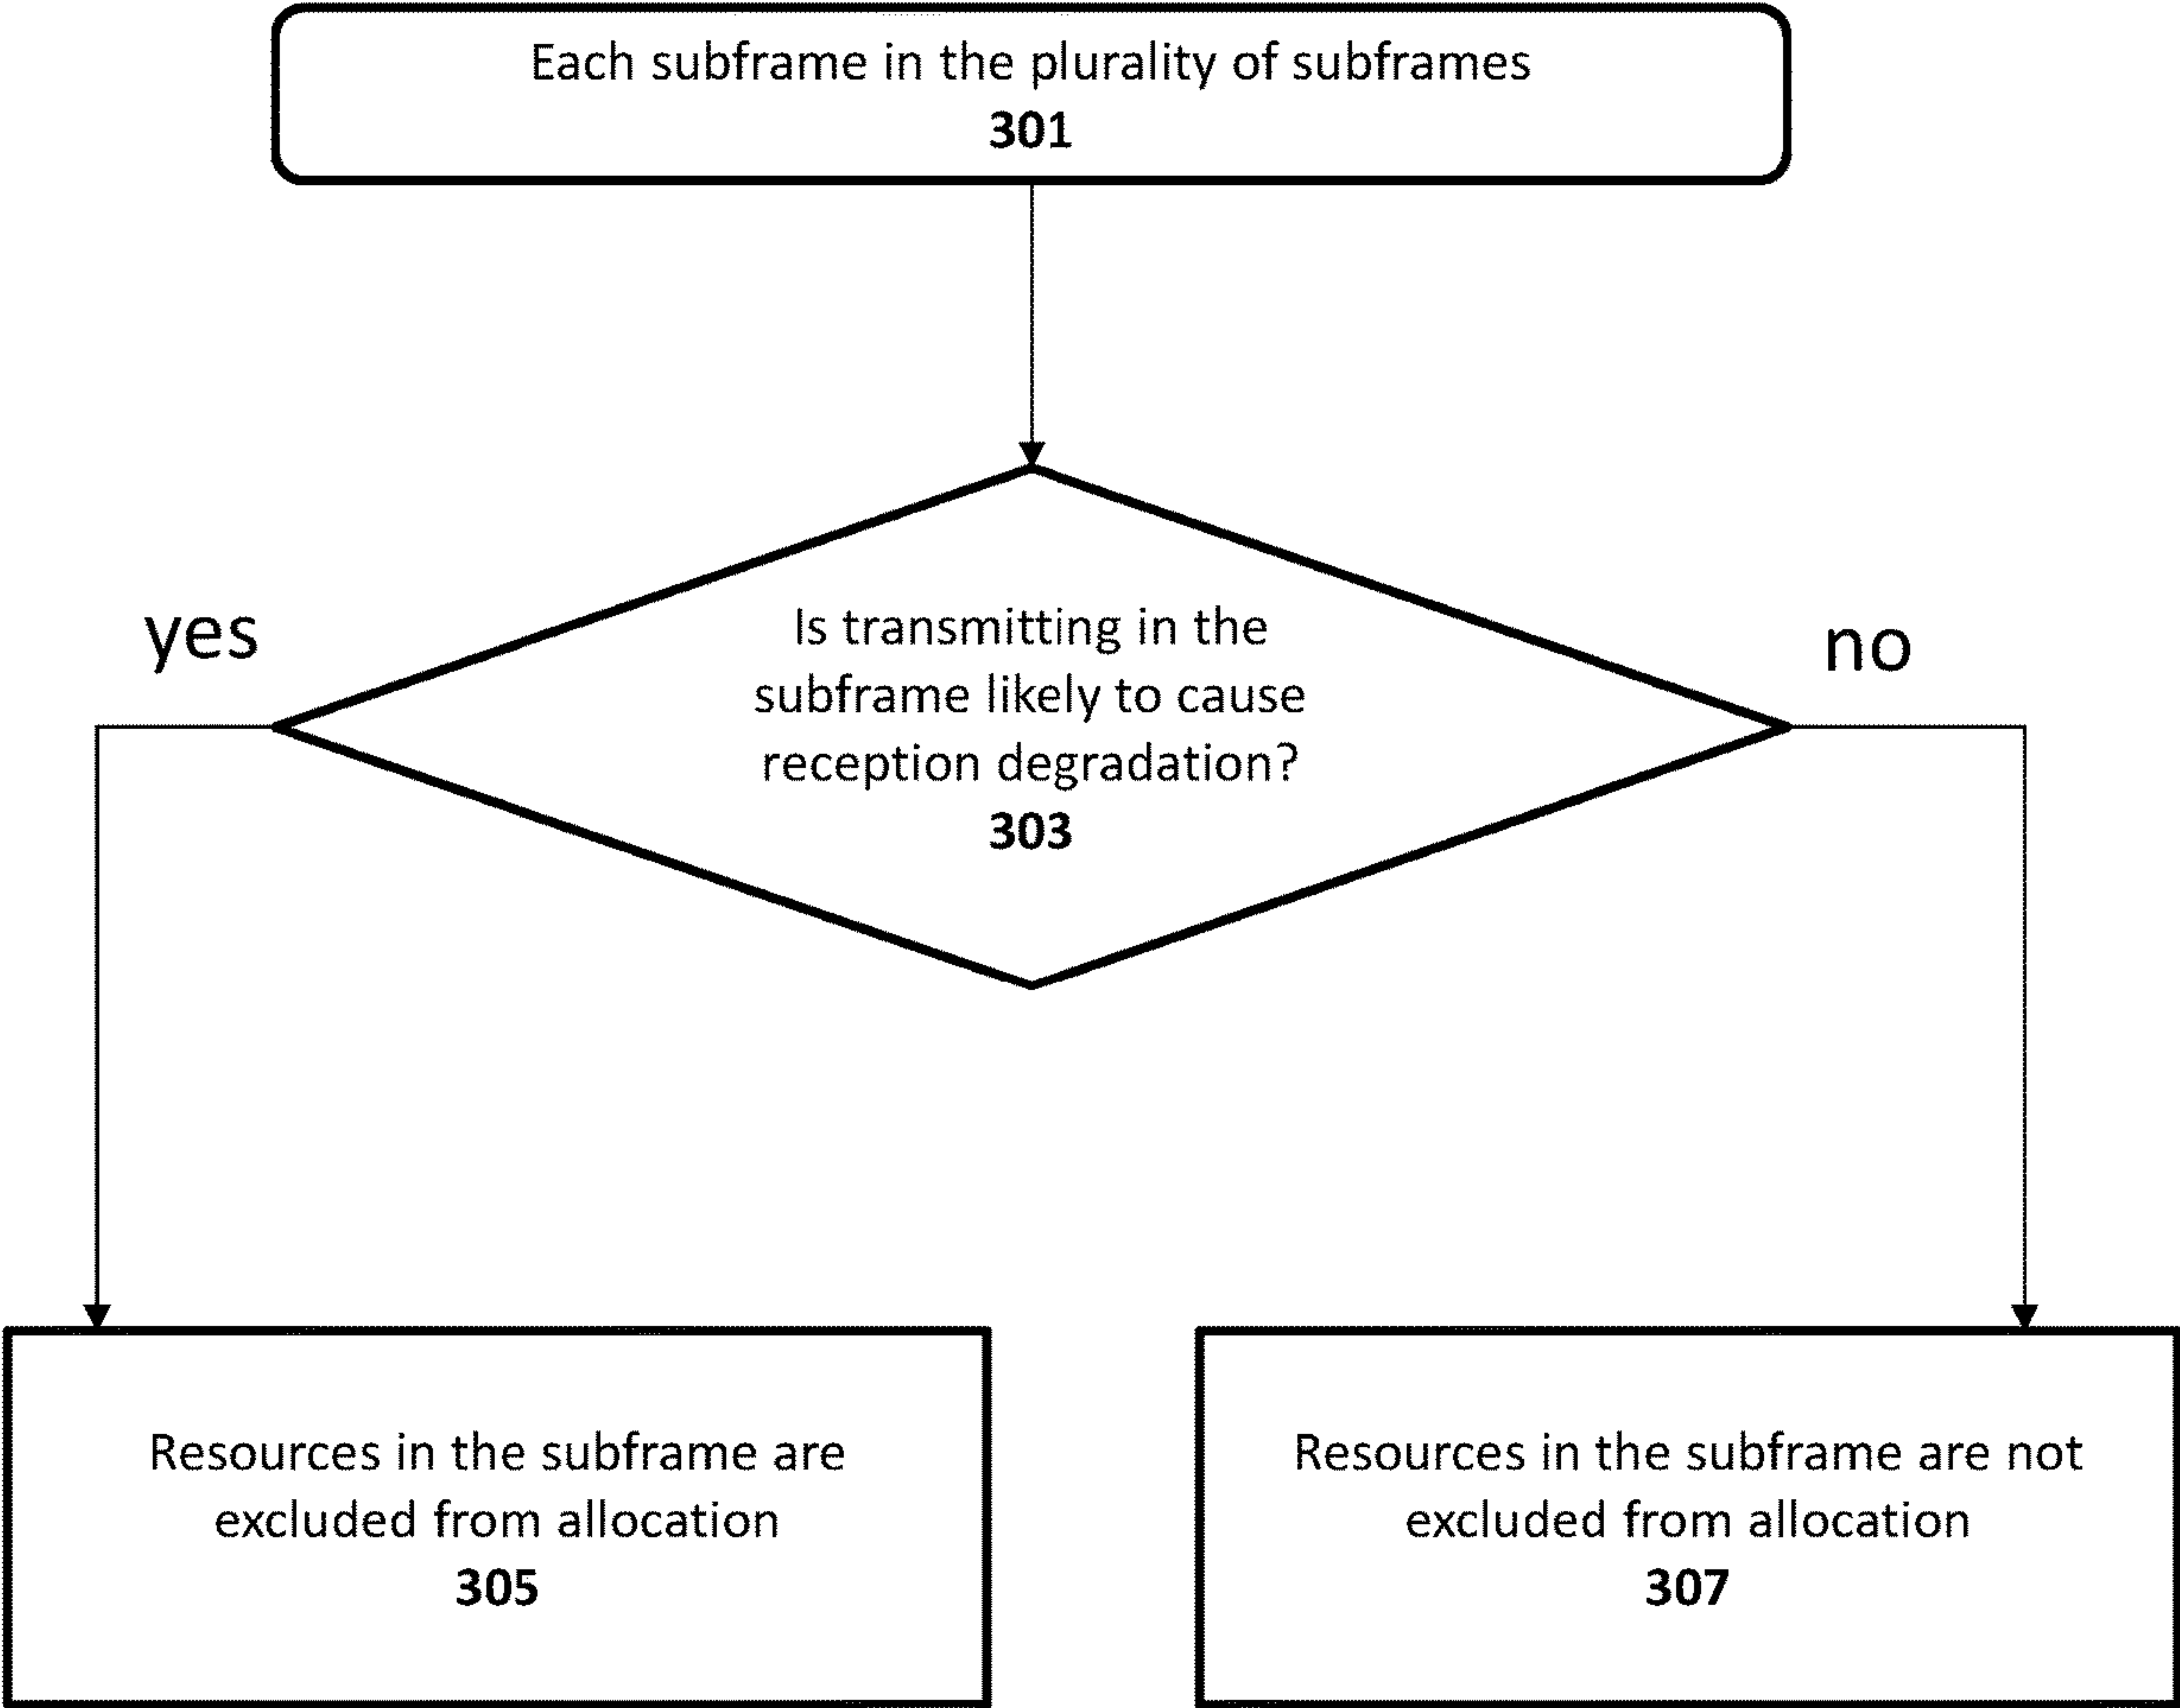 Each subframe in the plurality of subframes
301
yes
no
Is transmitting in the
subframe likely to cause
reception degradation?
303
Resources in the subframe are
excluded from allocation
305
Resources in the subframe are not
excluded from allocation
307